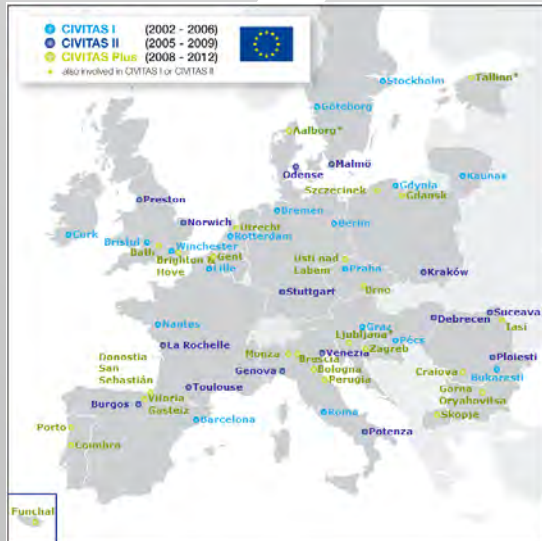 CIVITAS I (2002 - 2006)
CIVITAS II (2005 - 2009)
CIVITAS Plus (2008 - 2012)
* also involved in CIVITAS I or CIVITAS II
Stockholm
Tallinn*
Göteborg
Aalborg*
Odense
Malmö
Kaunas
Szczecinek
Gdynia
Gdansk
Preston
Bremen
Norwich
Utrecht
Berlin
Cork
Rotterdam
Bristol
Winchester
Bath
Brighton &
Hove
Gent
Lille
Usti nad
Labem
Praha
Kraków
Stuttgart
Brno
Suceava
Debrecen
Iasi
Nantes
Graz
Ljubljana*
Pécs
La Rochelle
Monza
Venezia
Zagreb
Brescia
Ploiesti
Donostia
San
Sebastián
Genova
Bologna
Craiova
Bukaresti
Perugia
Toulouse
Gorna
Oryahovitsa
Vitoria
Gasteiz
Burgos
Barcelona
Roma
Skopje
Porto
Potenza
Coimbra
Funchal